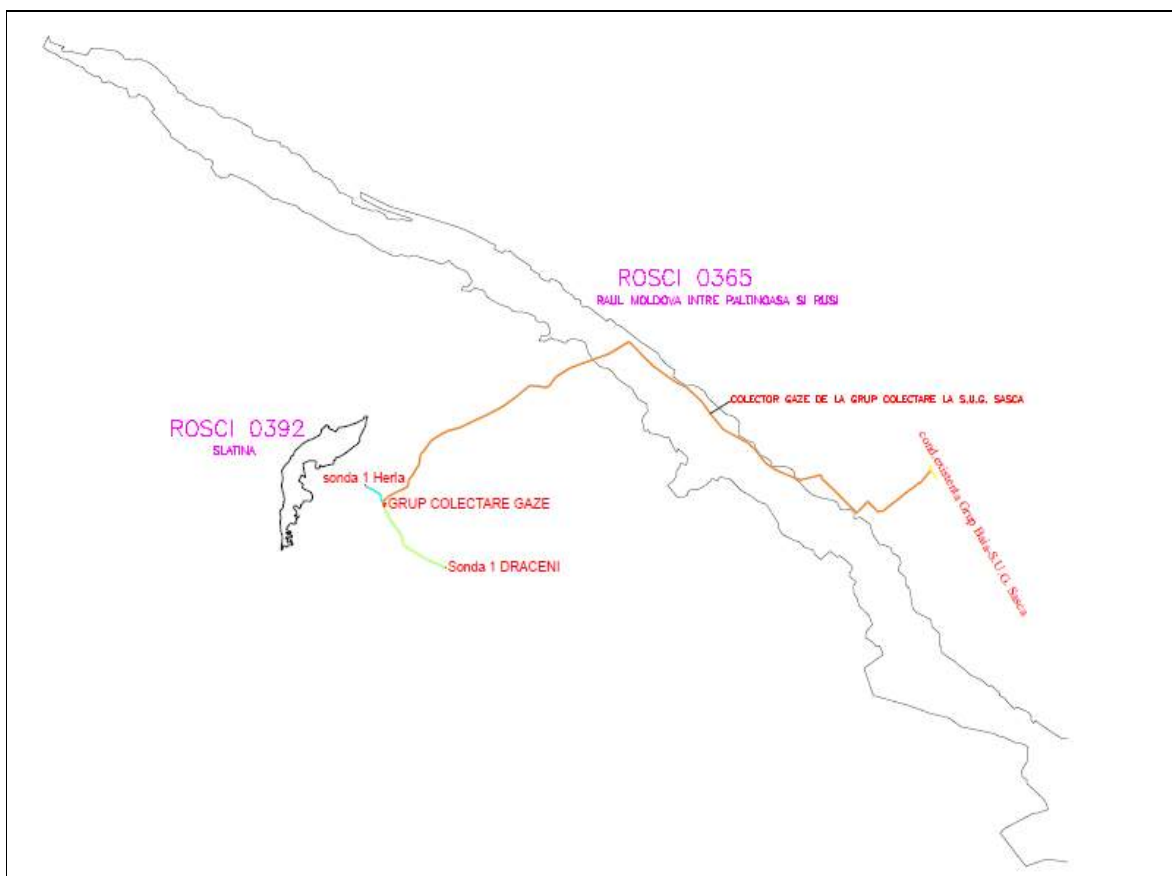 ROSCI 0365
RAUL MOLDOVA INTRE PALTINOASA SI RUSI
COLECTOR GAZE DE LA GRUP COLECTARE LA S.U.G. SASCA
ROSCI 0392
SLATINA
sonda 1 Herla
GRUP COLECTARE GAZE
Sonda 1 DRACENI
cond.existenta Grup Baia-S.U.G. Sasca